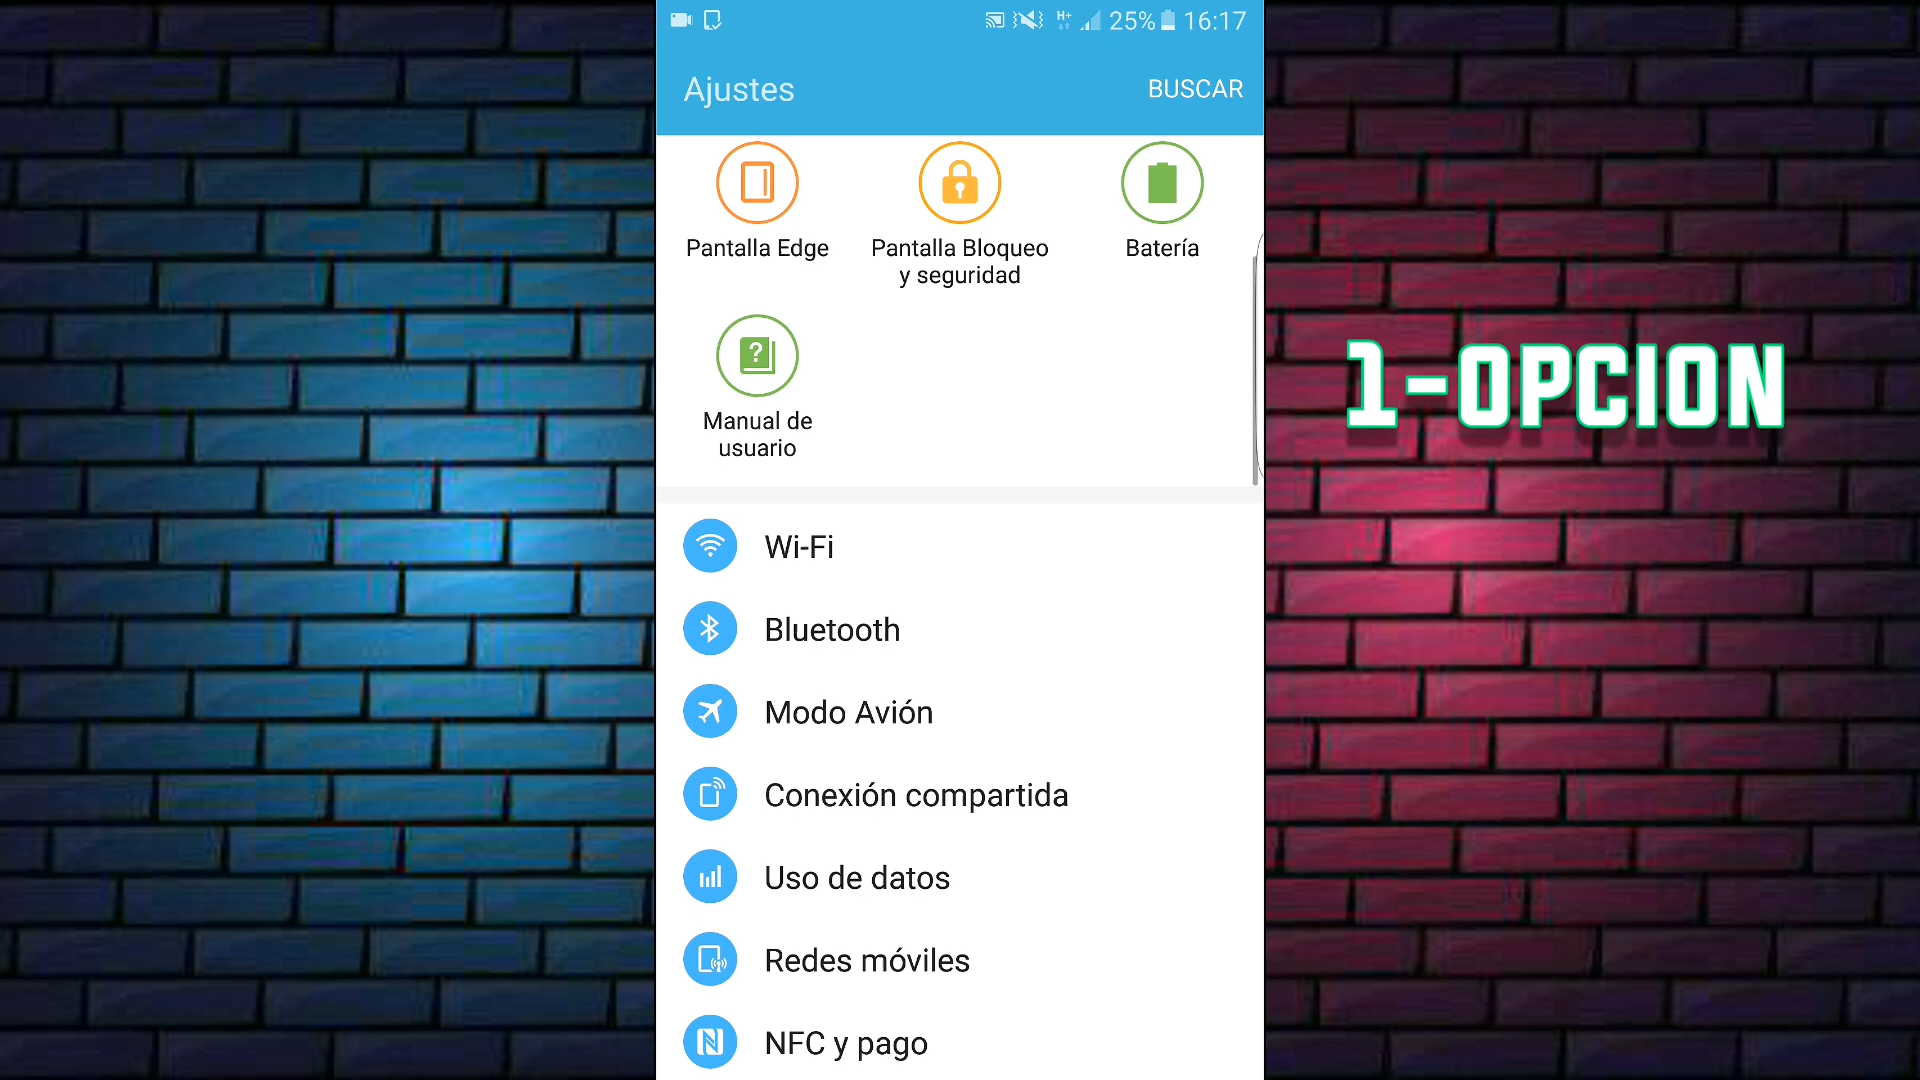 H+ 25% 16:17
Ajustes BUSCAR
Pantalla Edge
Pantalla Bloqueo
y seguridad
Batería
Manual de
usuario
1-OPCION
Wi-Fi
Bluetooth
Modo Avión
Conexión compartida
Uso de datos
Redes móviles
NFC y pago